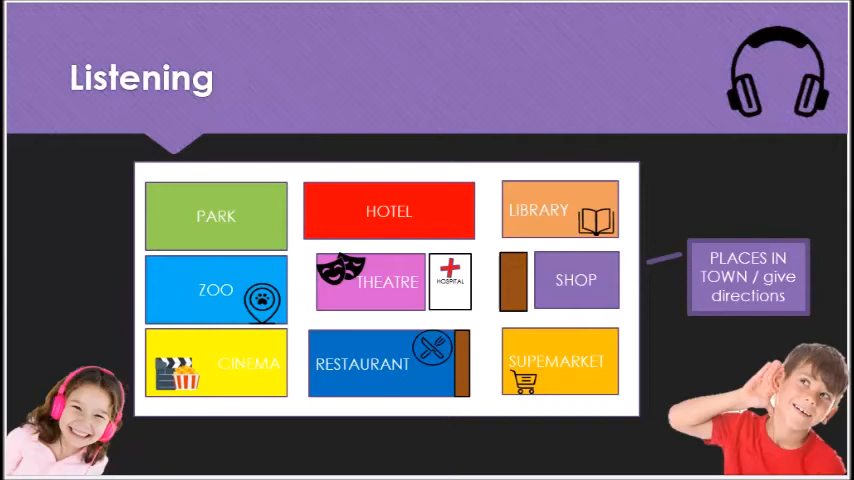 Listening
PARK
HOTEL
LIBRARY
ZOO
THEATRE
HOSPITAL
SHOP
CINEMA
RESTAURANT
SUPEMARKET
PLACES IN
TOWN / give
directions